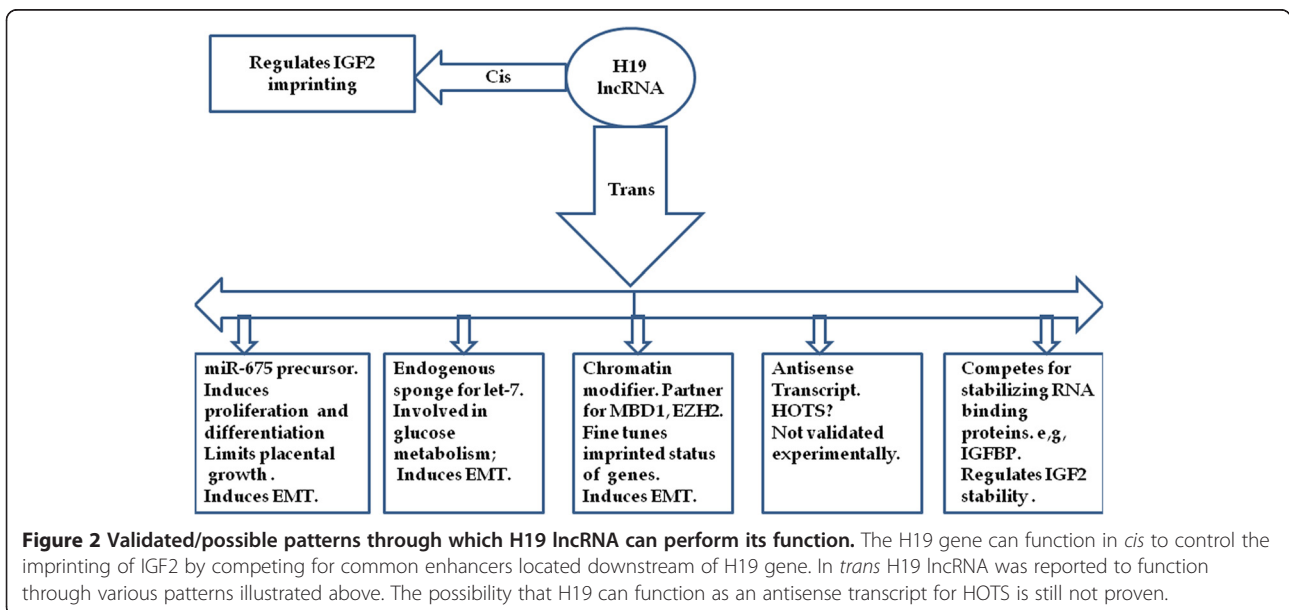 Regulates IGF2
imprinting
Cis
H19
lncRNA
Trans
miR-675 precursor.
Induces
proliferation and
differentiation
Limits placental
growth.
Induces EMT.
Endogenous
sponge for let-7.
Involved in
glucose
metabolism;
Induces EMT.
Chromatin
modifier. Partner
for MBD1, EZH2.
Fine tunes
imprinted status
of genes.
Induces EMT.
Antisense
Transcript.
HOTS?
Not validated
experimentally.
Competes for
stabilizing RNA
binding
proteins. e,g,
IGFBP.
Regulates IGF2
stability.
Figure 2 Validated/possible patterns through which H19 lncRNA can perform its function. The H19 gene can function in cis to control the
imprinting of IGF2 by competing for common enhancers located downstream of H19 gene. In trans H19 lncRNA was reported to function
through various patterns illustrated above. The possibility that H19 can function as an antisense transcript for HOTS is still not proven.